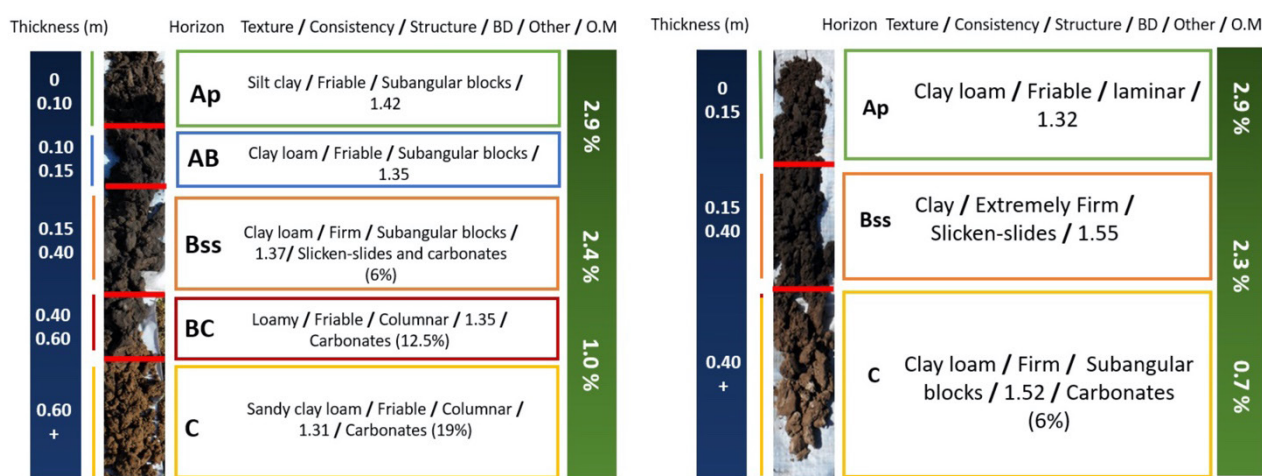 Thickness (m) Horizon Texture / Consistency / Structure / BD / Other / O.M
0
0.10
Ap
Silt clay / Friable / Subangular blocks /
1.42
2.9 %
0.10
0.15
AB
Clay loam / Friable / Subangular blocks /
1.35
0.15
0.40
Bss
Clay loam / Firm / Subangular blocks /
1.37/ Slicken-slides and carbonates
(6%)
2.4 %
0.40
0.60
BC
Loamy / Friable / Columnar / 1.35 /
Carbonates (12.5%)
1.0 %
0.60
+
C
Sandy clay loam / Friable / Columnar /
1.31 / Carbonates (19%)
Thickness (m) Horizon Texture / Consistency / Structure / BD / Other / O.M
0
0.15
Ap
Clay loam / Friable / laminar /
1.32
2.9 %
0.15
0.40
Bss
Clay / Extremely Firm /
Slicken-slides / 1.55
2.3 %
0.40
+
C
Clay loam / Firm / Subangular
blocks / 1.52 / Carbonates
(6%)
0.7 %